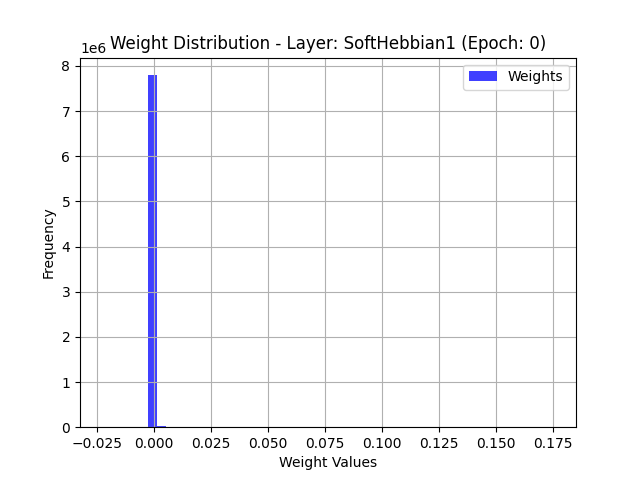 Weight Distribution - Layer: SoftHebbian1 (Epoch: 0)
1e6
Weights
8
7
6
5
4
3
2
1
0
Frequency
−0.025 0.000 0.025 0.050 0.075 0.100 0.125 0.150 0.175
Weight Values